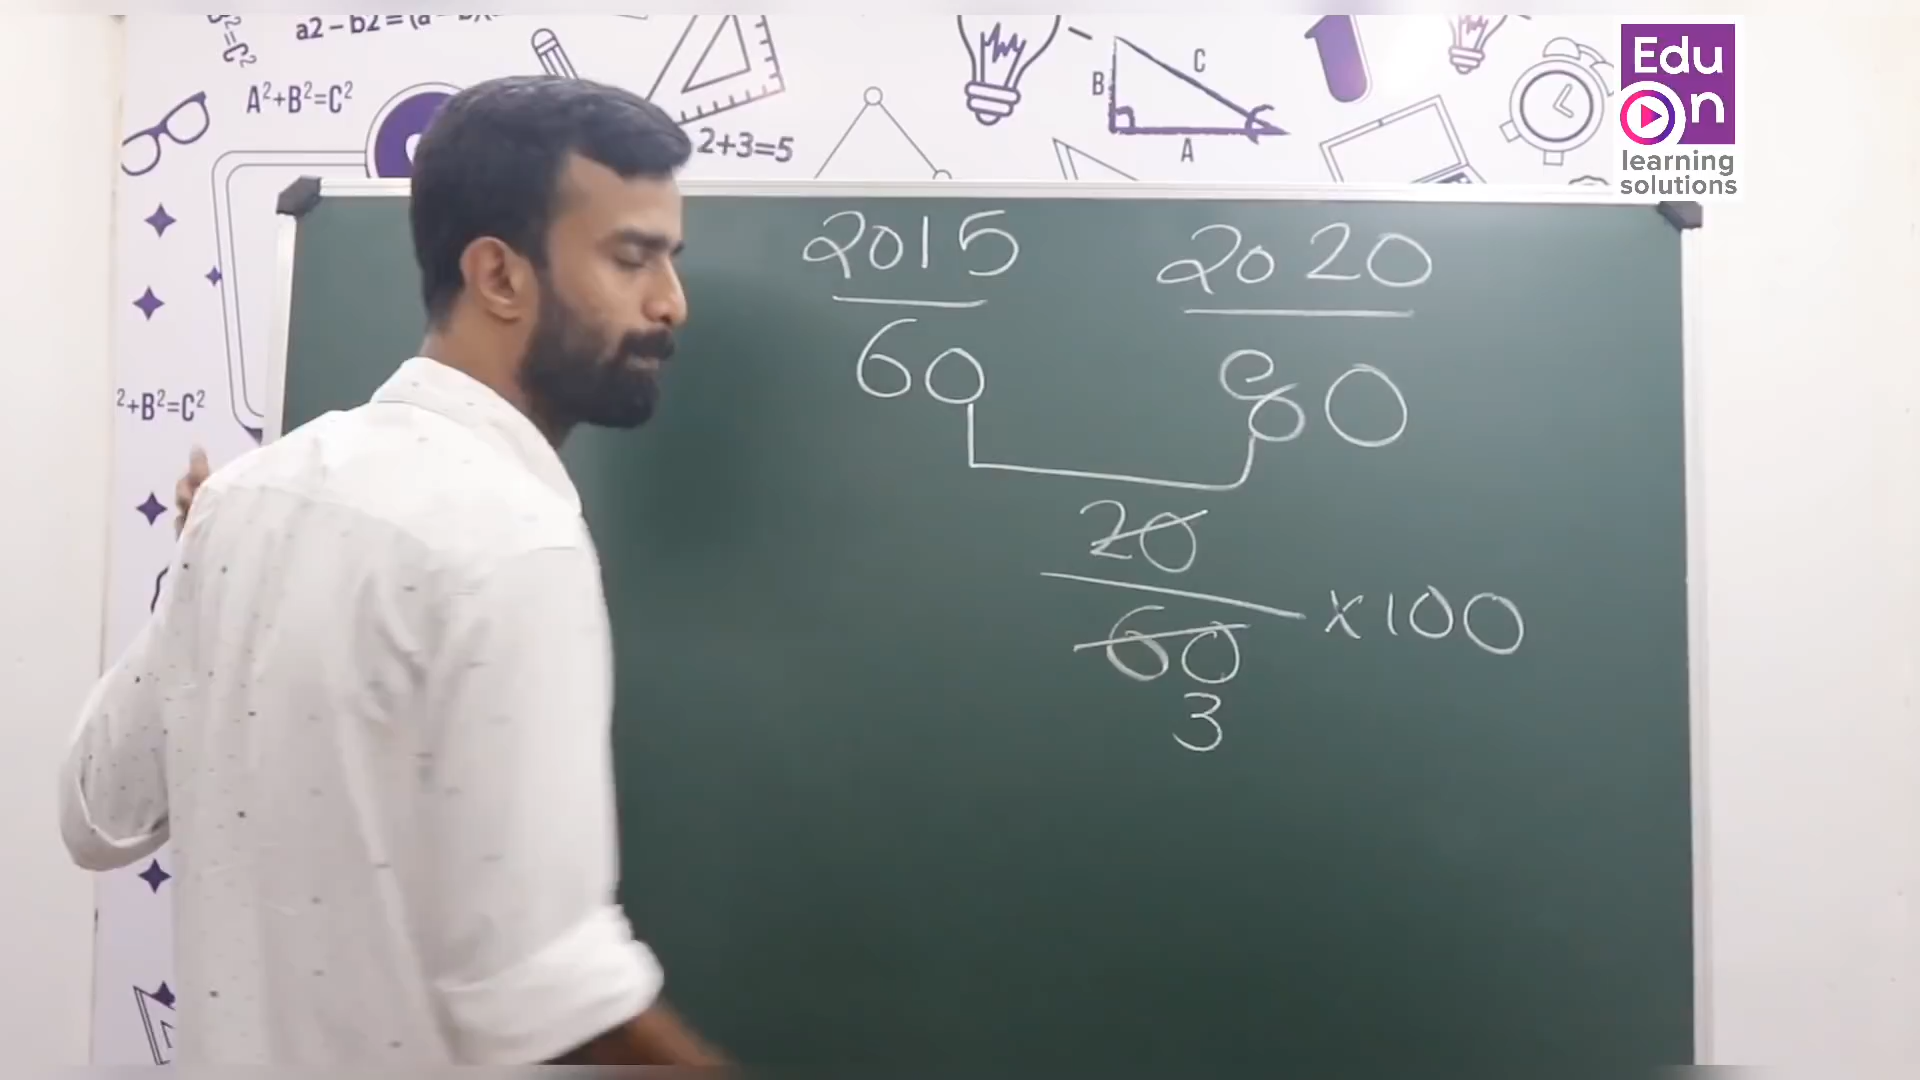 a2 – b2 = (a
A²+B²=C²
2+3=5
B
C
A
²+B²=C²
Edu
n
learning
solutions
2015 2020
60 80
20
60
×100
3